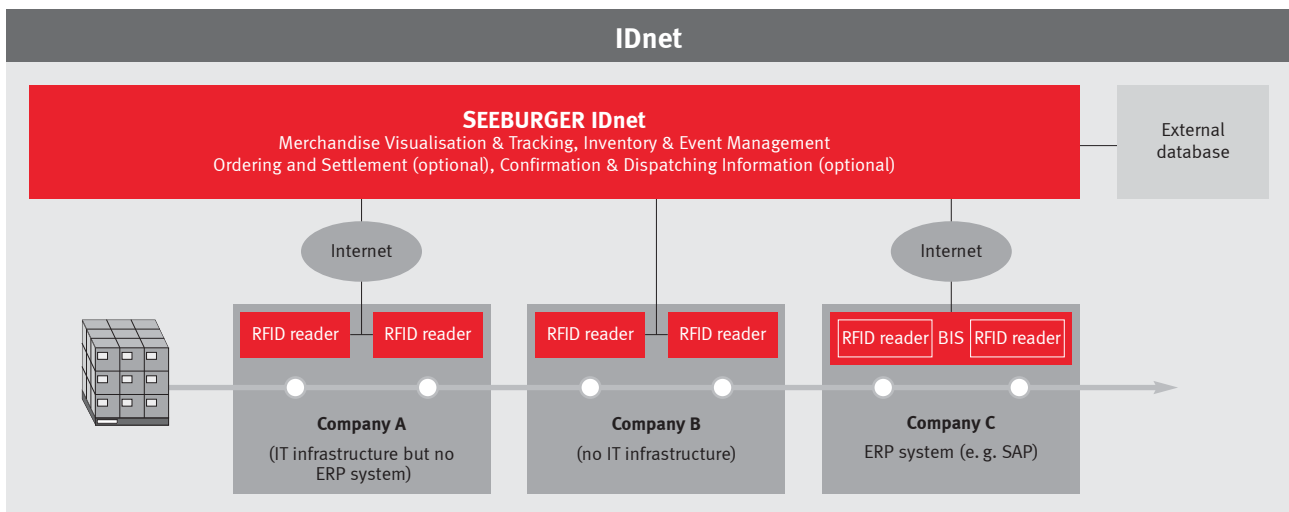 IDnet
SEEBURGER IDnet
Merchandise Visualisation & Tracking, Inventory & Event Management
Ordering and Settlement (optional), Confirmation & Dispatching Information (optional)
External
database
Internet
Internet
RFID reader
RFID reader
RFID reader
RFID reader
RFID reader
BIS
RFID reader
Company A
(IT infrastructure but no
ERP system)
Company B
(no IT infrastructure)
Company C
ERP system (e. g. SAP)